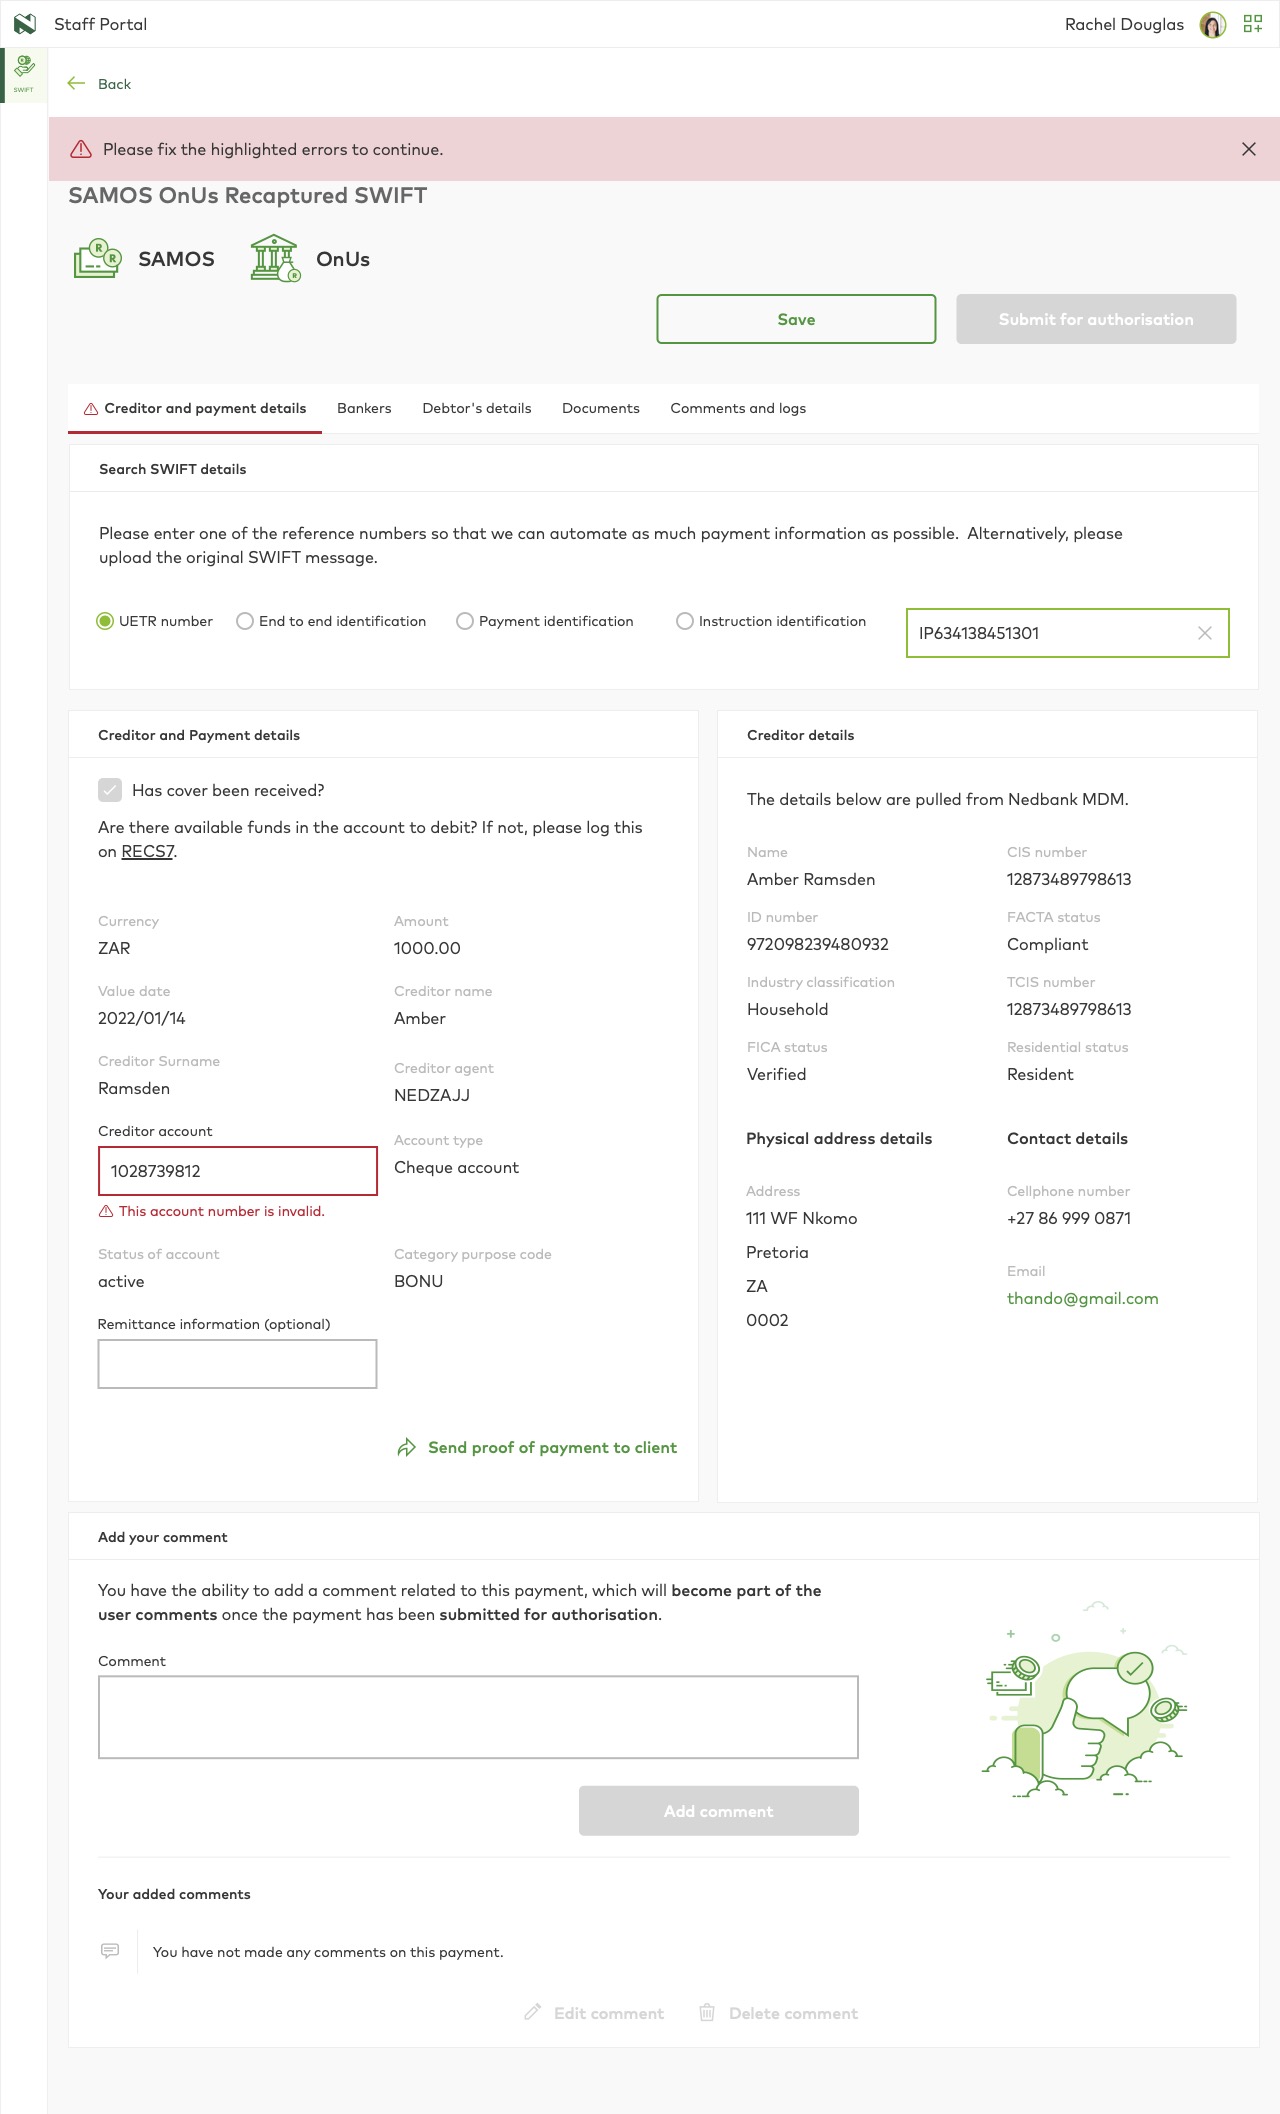 Staff Portal
Rachel Douglas
SWIFT
Back
Please fix the highlighted errors to continue.
SAMOS OnUs Recaptured SWIFT
R
R
SAMOS
R
OnUs
Save
Submit for authorisation
Creditor and payment details
Bankers
Debtor's details
Documents
Comments and logs
Search SWIFT details
Please enter one of the reference numbers so that we can automate as much payment information as possible.  Alternatively, please
upload the original SWIFT message.
UETR number
End to end identification
Payment identification
Instruction identification
IP634138451301
Creditor and Payment details
Has cover been received?
Are there available funds in the account to debit? If not, please log this
on RECS7.
Currency
Amount
ZAR
1000.00
Value date
Creditor name
2022/01/14
Amber
Creditor Surname
Creditor agent
Ramsden
NEDZAJJ
Creditor account
Account type
1028739812
Cheque account
This account number is invalid.
Status of account
Category purpose code
active
BONU
Remittance information (optional)
Send proof of payment to client
Creditor details
The details below are pulled from Nedbank MDM.
Name
CIS number
Amber Ramsden
12873489798613
ID number
FACTA status
972098239480932
Compliant
Industry classification
TCIS number
Household
12873489798613
FICA status
Residential status
Verified
Resident
Physical address details
Contact details
Address
Cellphone number
111 WF Nkomo
+27 86 999 0871
Pretoria
Email
ZA
thando@gmail.com
0002
Add your comment
You have the ability to add a comment related to this payment, which will become part of the
user comments once the payment has been submitted for authorisation.
Comment
Add comment
Your added comments
You have not made any comments on this payment.
Edit comment
Delete comment